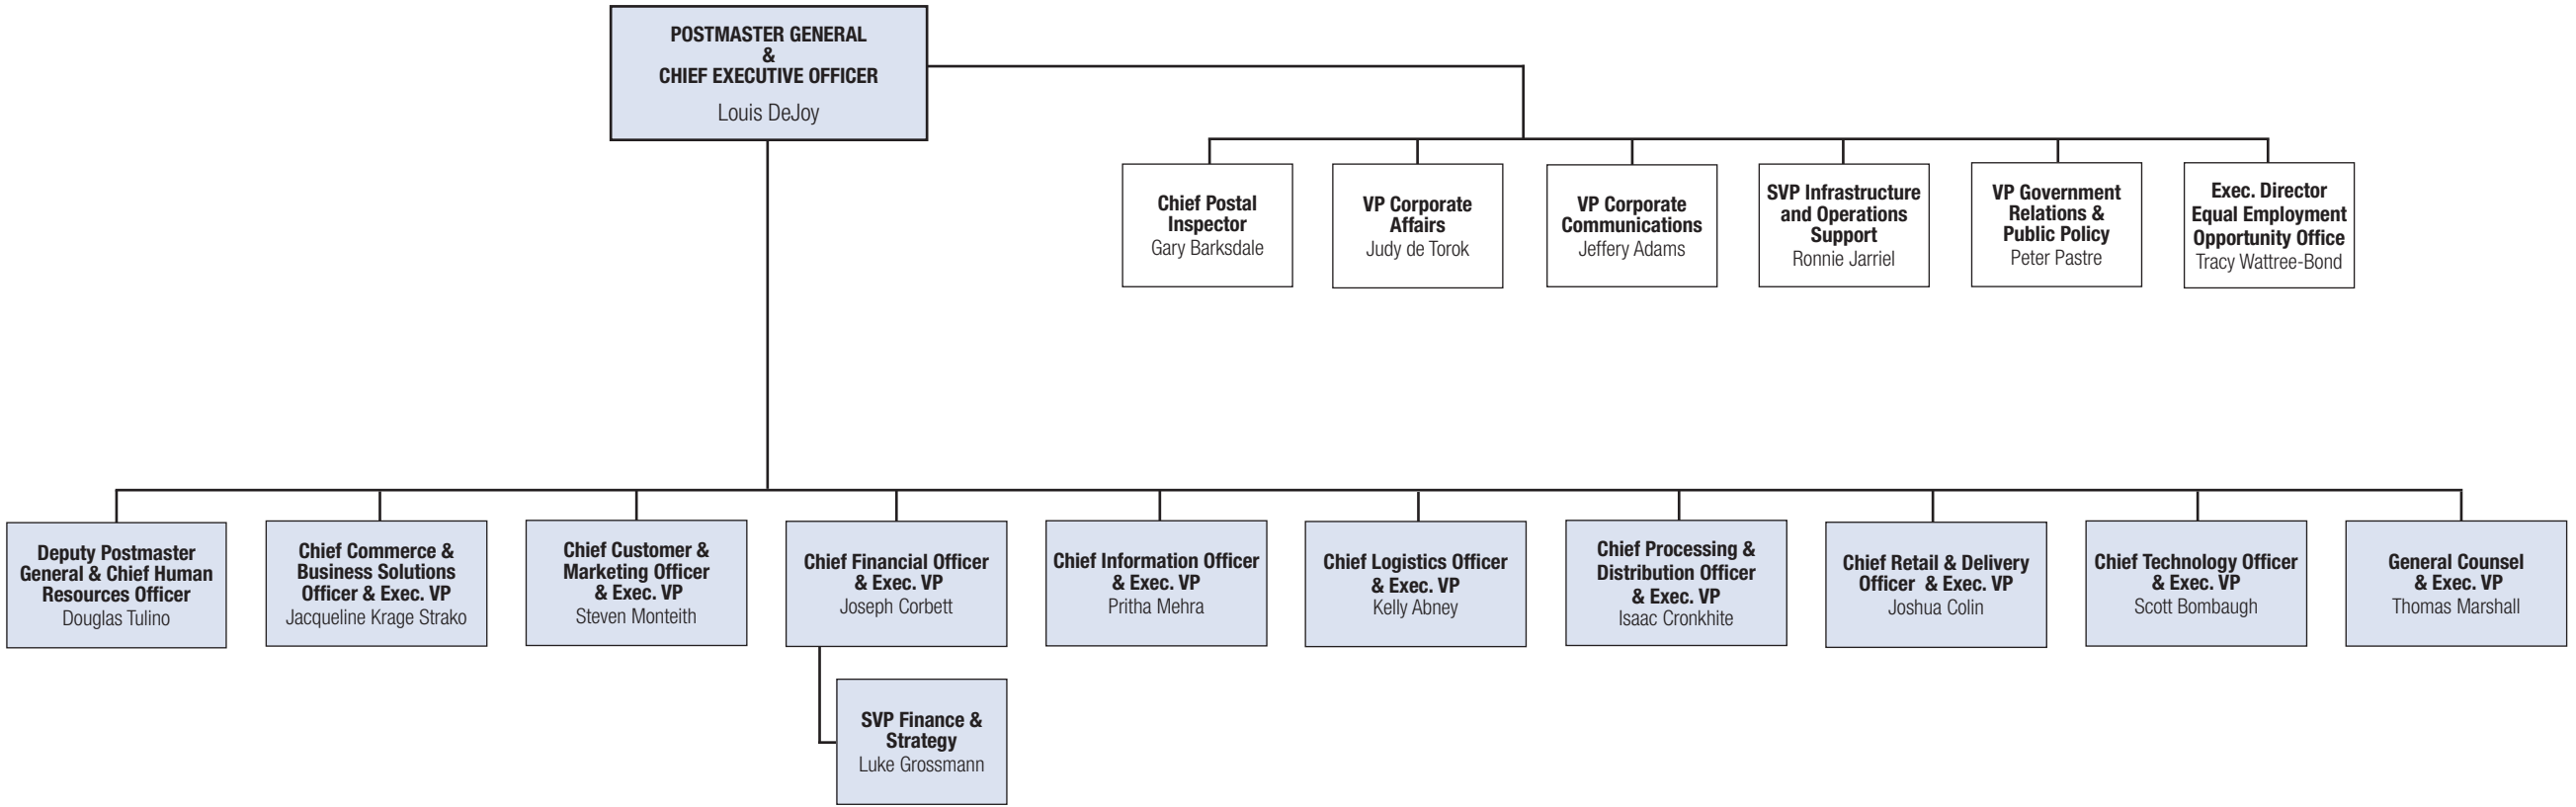 POSTMASTER GENERAL
&
CHIEF EXECUTIVE OFFICER
Louis DeJoy
Chief Postal
Inspector
Gary Barksdale
VP Corporate
Affairs
Judy de Torok
VP Corporate
Communications
Jeffery Adams
SVP Infrastructure
and Operations
Support
Ronnie Jarriel
VP Government
Relations &
Public Policy
Peter Pastre
Exec. Director
Equal Employment
Opportunity Office
Tracy Wattree-Bond
Deputy Postmaster
General & Chief Human
Resources Officer
Douglas Tulino
Chief Commerce &
Business Solutions
Officer & Exec. VP
Jacqueline Krage Strako
Chief Customer &
Marketing Officer
& Exec. VP
Steven Monteith
Chief Financial Officer
& Exec. VP
Joseph Corbett
Chief Information Officer
& Exec. VP
Pritha Mehra
Chief Logistics Officer
& Exec. VP
Kelly Abney
Chief Processing &
Distribution Officer
& Exec. VP
Isaac Cronkhite
Chief Retail & Delivery
Officer & Exec. VP
Joshua Colin
Chief Technology Officer
& Exec. VP
Scott Bombaugh
General Counsel
& Exec. VP
Thomas Marshall
SVP Finance &
Strategy
Luke Grossmann